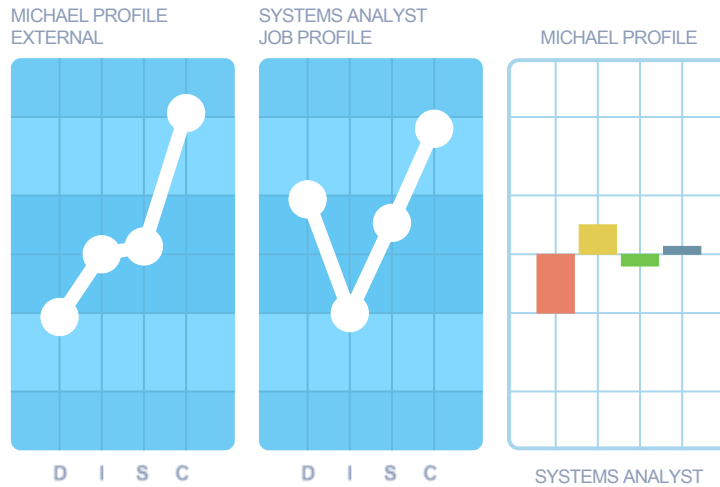 MICHAEL PROFILE
EXTERNAL
SYSTEMS ANALYST
JOB PROFILE
MICHAEL PROFILE
D I S C
D I S C
SYSTEMS ANALYST